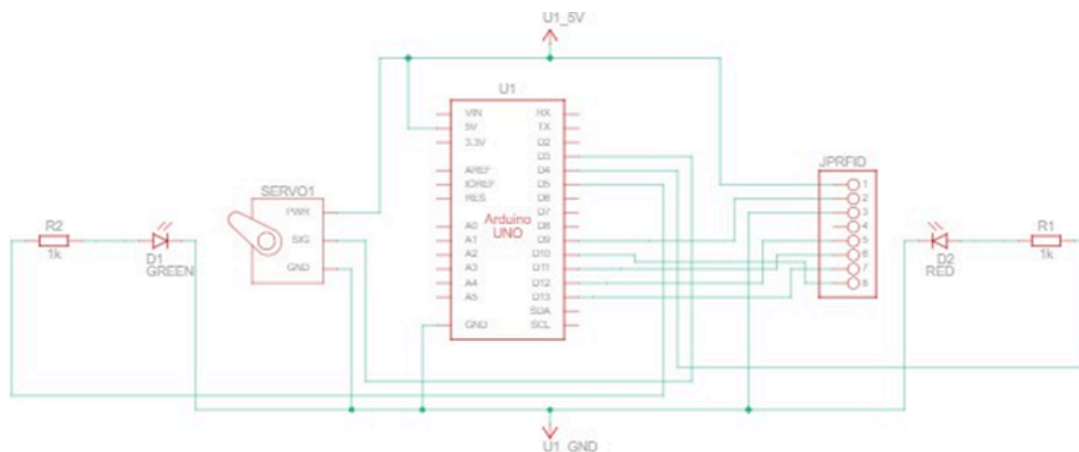 U1_5V
U1
VIN
5V
3.3V
AREF
IOREF
RES
A0
A1
A2
A3
A4
A5
GND
Arduino
UNO
RX
TX
D2
D3
D4
D5
D6
D7
D8
D9
D10
D11
D12
D13
SDA
SCL
SERVO1
PWR
SIG
GND
R2
1k
D1
GREEN
JPRFID
1
2
3
4
5
6
7
8
D2
RED
R1
1k
U1_GND